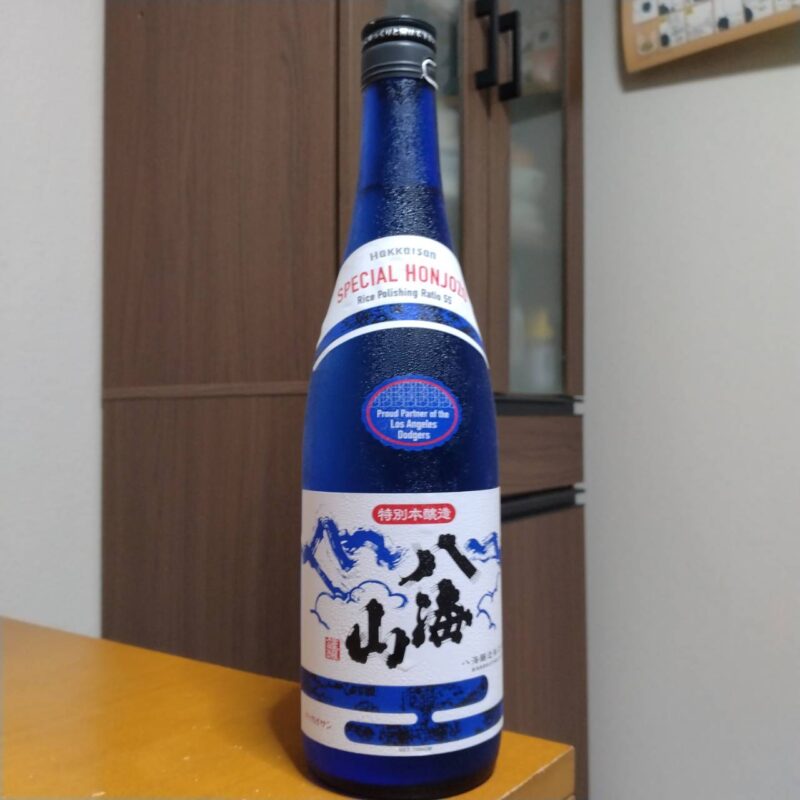 Hakkaisan
SPECIAL HONJOZO
Rice Polishing Ratio 55
Proud Partner of the
Los Angeles
Dodgers
特別本醸造
八海山